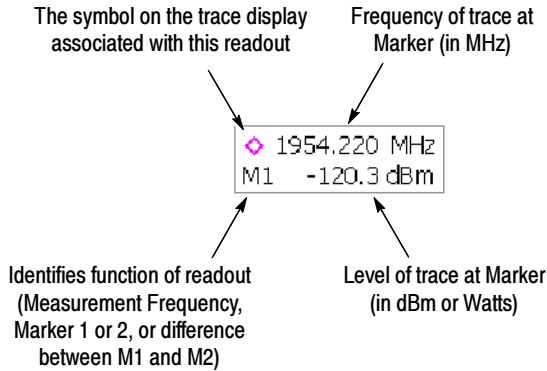 The symbol on the trace display
associated with this readout
Frequency of trace at
Marker (in MHz)
1954.220 MHz
M1 -120.3 dBm
Identifies function of readout
(Measurement Frequency,
Marker 1 or 2, or difference
between M1 and M2)
Level of trace at Marker
(in dBm or Watts)